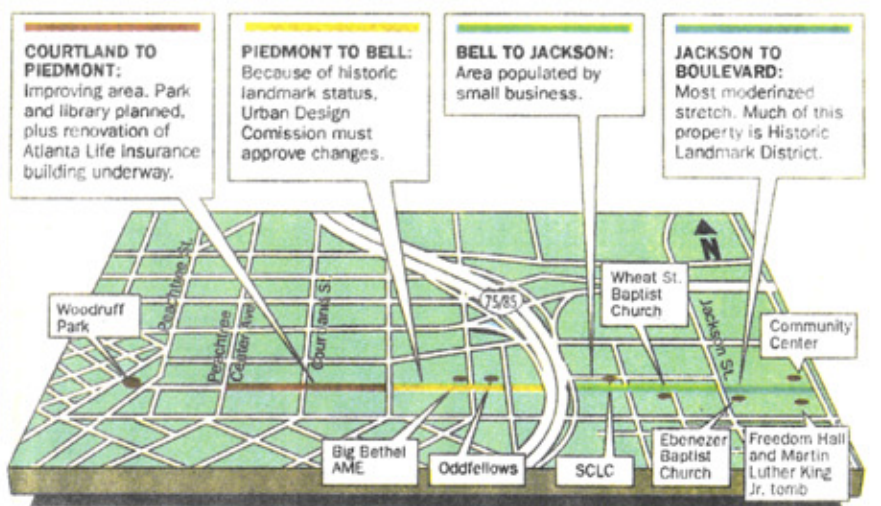 COURTLAND TO
PIEDMONT:
Improving area. Park
and library planned,
plus renovation of
Atlanta Life Insurance
building underway.
PIEDMONT TO BELL:
Because of historic
landmark status,
Urban Design
Comission must
approve changes.
BELL TO JACKSON:
Area populated by
small business.
JACKSON TO
BOULEVARD:
Most moderinzed
stretch. Much of this
property is Historic
Landmark District.
N
Woodruff
Park
Peachtree St.
Peachtree
Center Ave.
Courtland St.
75/85
Wheat St.
Baptist
Church
Jackson St.
Community
Center
Big Bethel
AME
Oddfellows
SCLC
Ebenezer
Baptist
Church
Freedom Hall
and Martin
Luther King
Jr. tomb